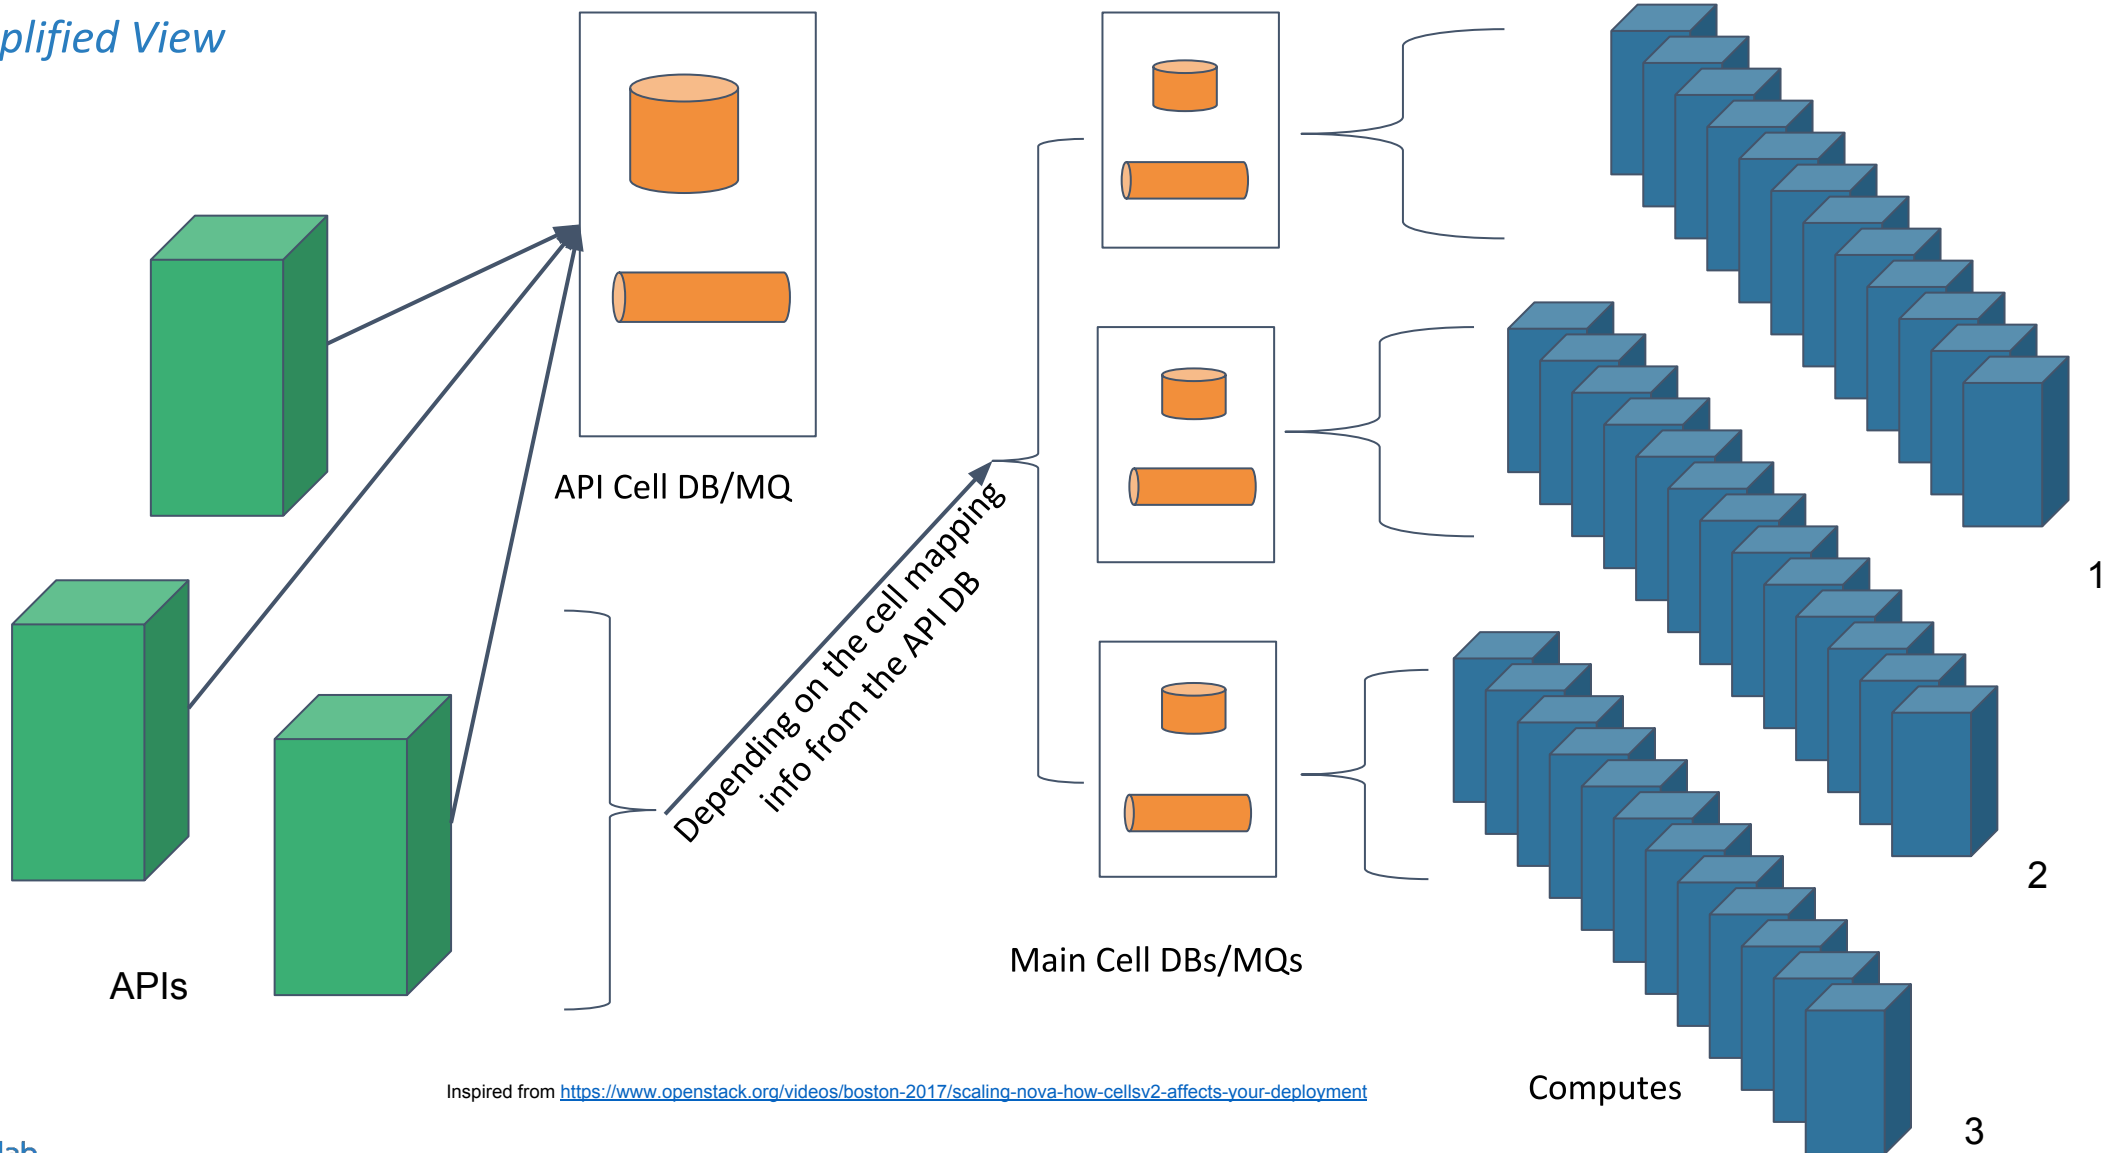 plified View
API Cell DB/MQ
Depending on the cell mapping
info from the API DB
1
2
Main Cell DBs/MQs
APIs
Inspired from https://www.openstack.org/videos/boston-2017/scaling-nova-how-cellsv2-affects-your-deployment
Computes
3
lab